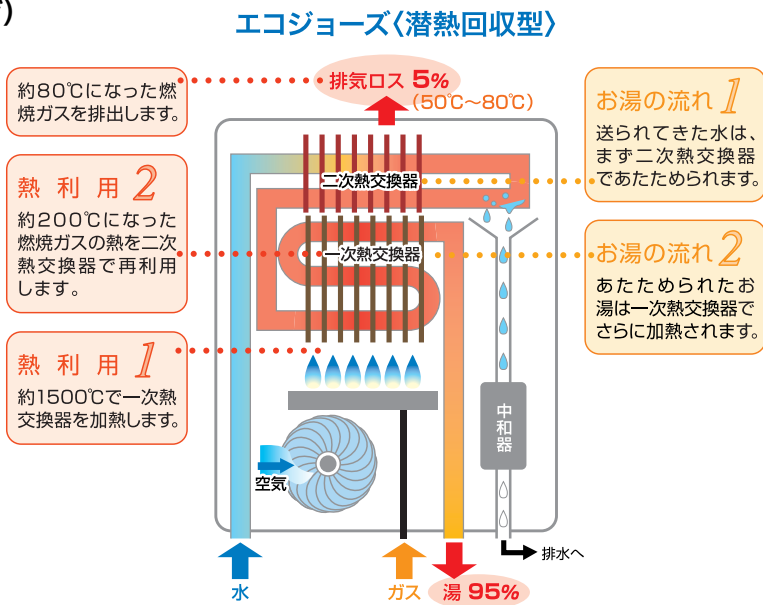 )
エコジョーズ〈潜熱回収型〉
排気ロス 5%
(50℃～80℃)
約80℃になった燃
焼ガスを排出します。
熱利用 2
約200℃になった
燃焼ガスの熱を二次
熱交換器で再利用
します。
熱利用 1
約1500℃で一次熱
交換器を加熱します。
お湯の流れ 1
送られてきた水は、
まず二次熱交換器
であたためられます。
お湯の流れ 2
あたためられたお
湯は一次熱交換器で
さらに加熱されます。
二次熱交換器
一次熱交換器
中和器
空気
排水へ
水
ガス
湯 95%